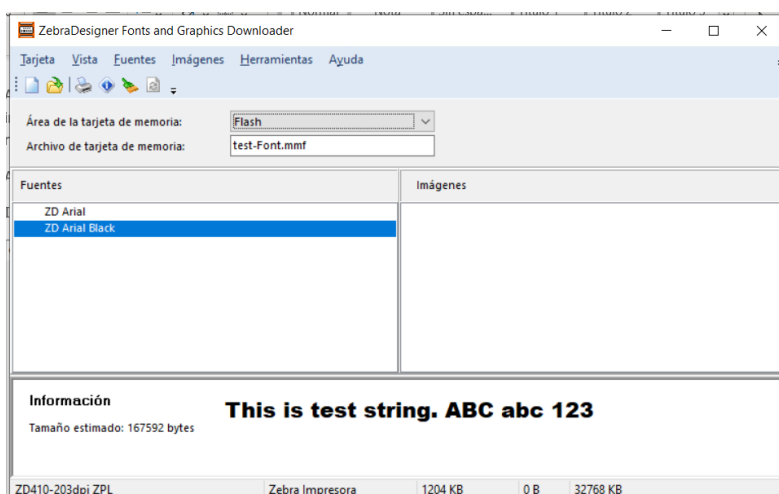 ZebraDesigner Fonts and Graphics Downloader
Tarjeta Vista Fuentes Imágenes Herramientas Ayuda
Área de la tarjeta de memoria: Flash
Archivo de tarjeta de memoria: test-Font.mmf
Fuentes Imágenes
ZD Arial
ZD Arial Black
Información
This is test string. ABC abc 123
Tamaño estimado: 167592 bytes
ZD410-203dpi ZPL Zebra Impresora 1204 KB 0 B 32768 KB